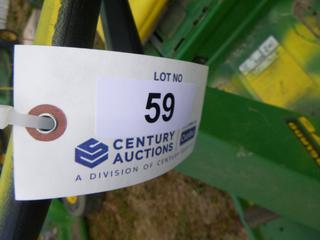 LOT NO
59
CENTURY
AUCTIONS
A DIVISION OF CENTURY